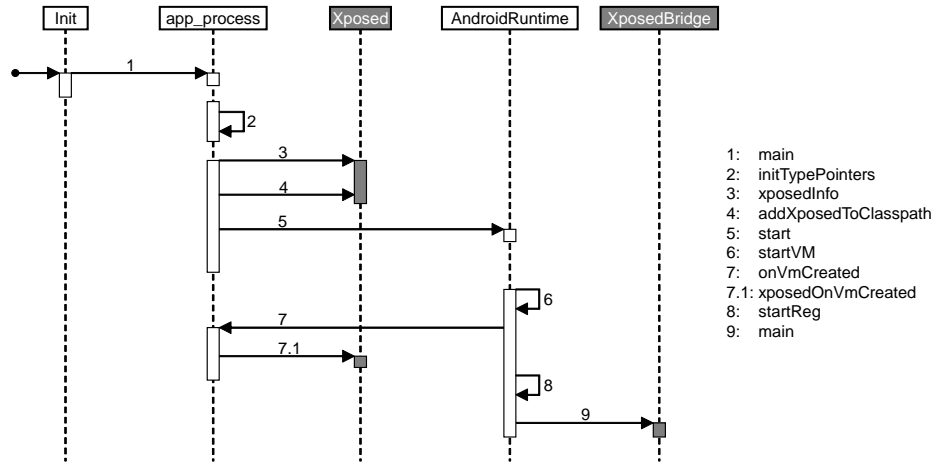 Init
app_process
Xposed
AndroidRuntime
XposedBridge
1
2
3
4
5
6
7
7.1
8
9
1: main
2: initTypePointers
3: xposedInfo
4: addXposedToClasspath
5: start
6: startVM
7: onVmCreated
7.1: xposedOnVmCreated
8: startReg
9: main